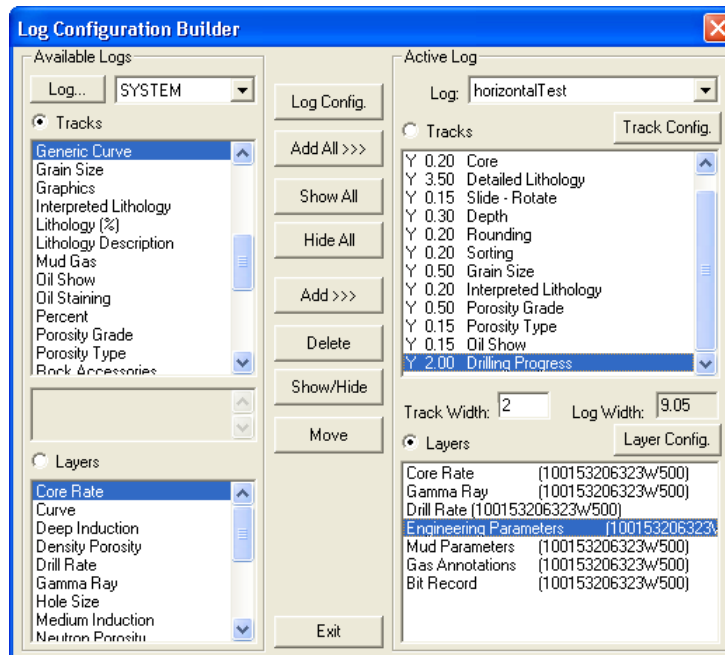 Log Configuration Builder
Available Logs
Log...
SYSTEM
Tracks
Generic Curve
Grain Size
Graphics
Interpreted Lithology
Lithology (%)
Lithology Description
Mud Gas
Oil Show
Oil Staining
Percent
Porosity Grade
Porosity Type
Rock Accessories
Layers
Core Rate
Curve
Deep Induction
Density Porosity
Drill Rate
Gamma Ray
Hole Size
Medium Induction
Neutron Porosity
Log Config.
Add All >>>
Show All
Hide All
Add >>>
Delete
Show/Hide
Move
Exit
Active Log
Log: horizontalTest
Tracks
Track Config.
Y 0.20 Core
Y 3.50 Detailed Lithology
Y 0.15 Slide - Rotate
Y 0.30 Depth
Y 0.20 Rounding
Y 0.20 Sorting
Y 0.50 Grain Size
Y 0.20 Interpreted Lithology
Y 0.50 Porosity Grade
Y 0.15 Porosity Type
Y 0.15 Oil Show
Y 2.00 Drilling Progress
Track Width: 2 Log Width: 9.05
Layers
Layer Config.
Core Rate (100153206323W500)
Gamma Ray (100153206323W500)
Drill Rate (100153206323W500)
Engineering Parameters (100153206323W
Mud Parameters (100153206323W500)
Gas Annotations (100153206323W500)
Bit Record (100153206323W500)